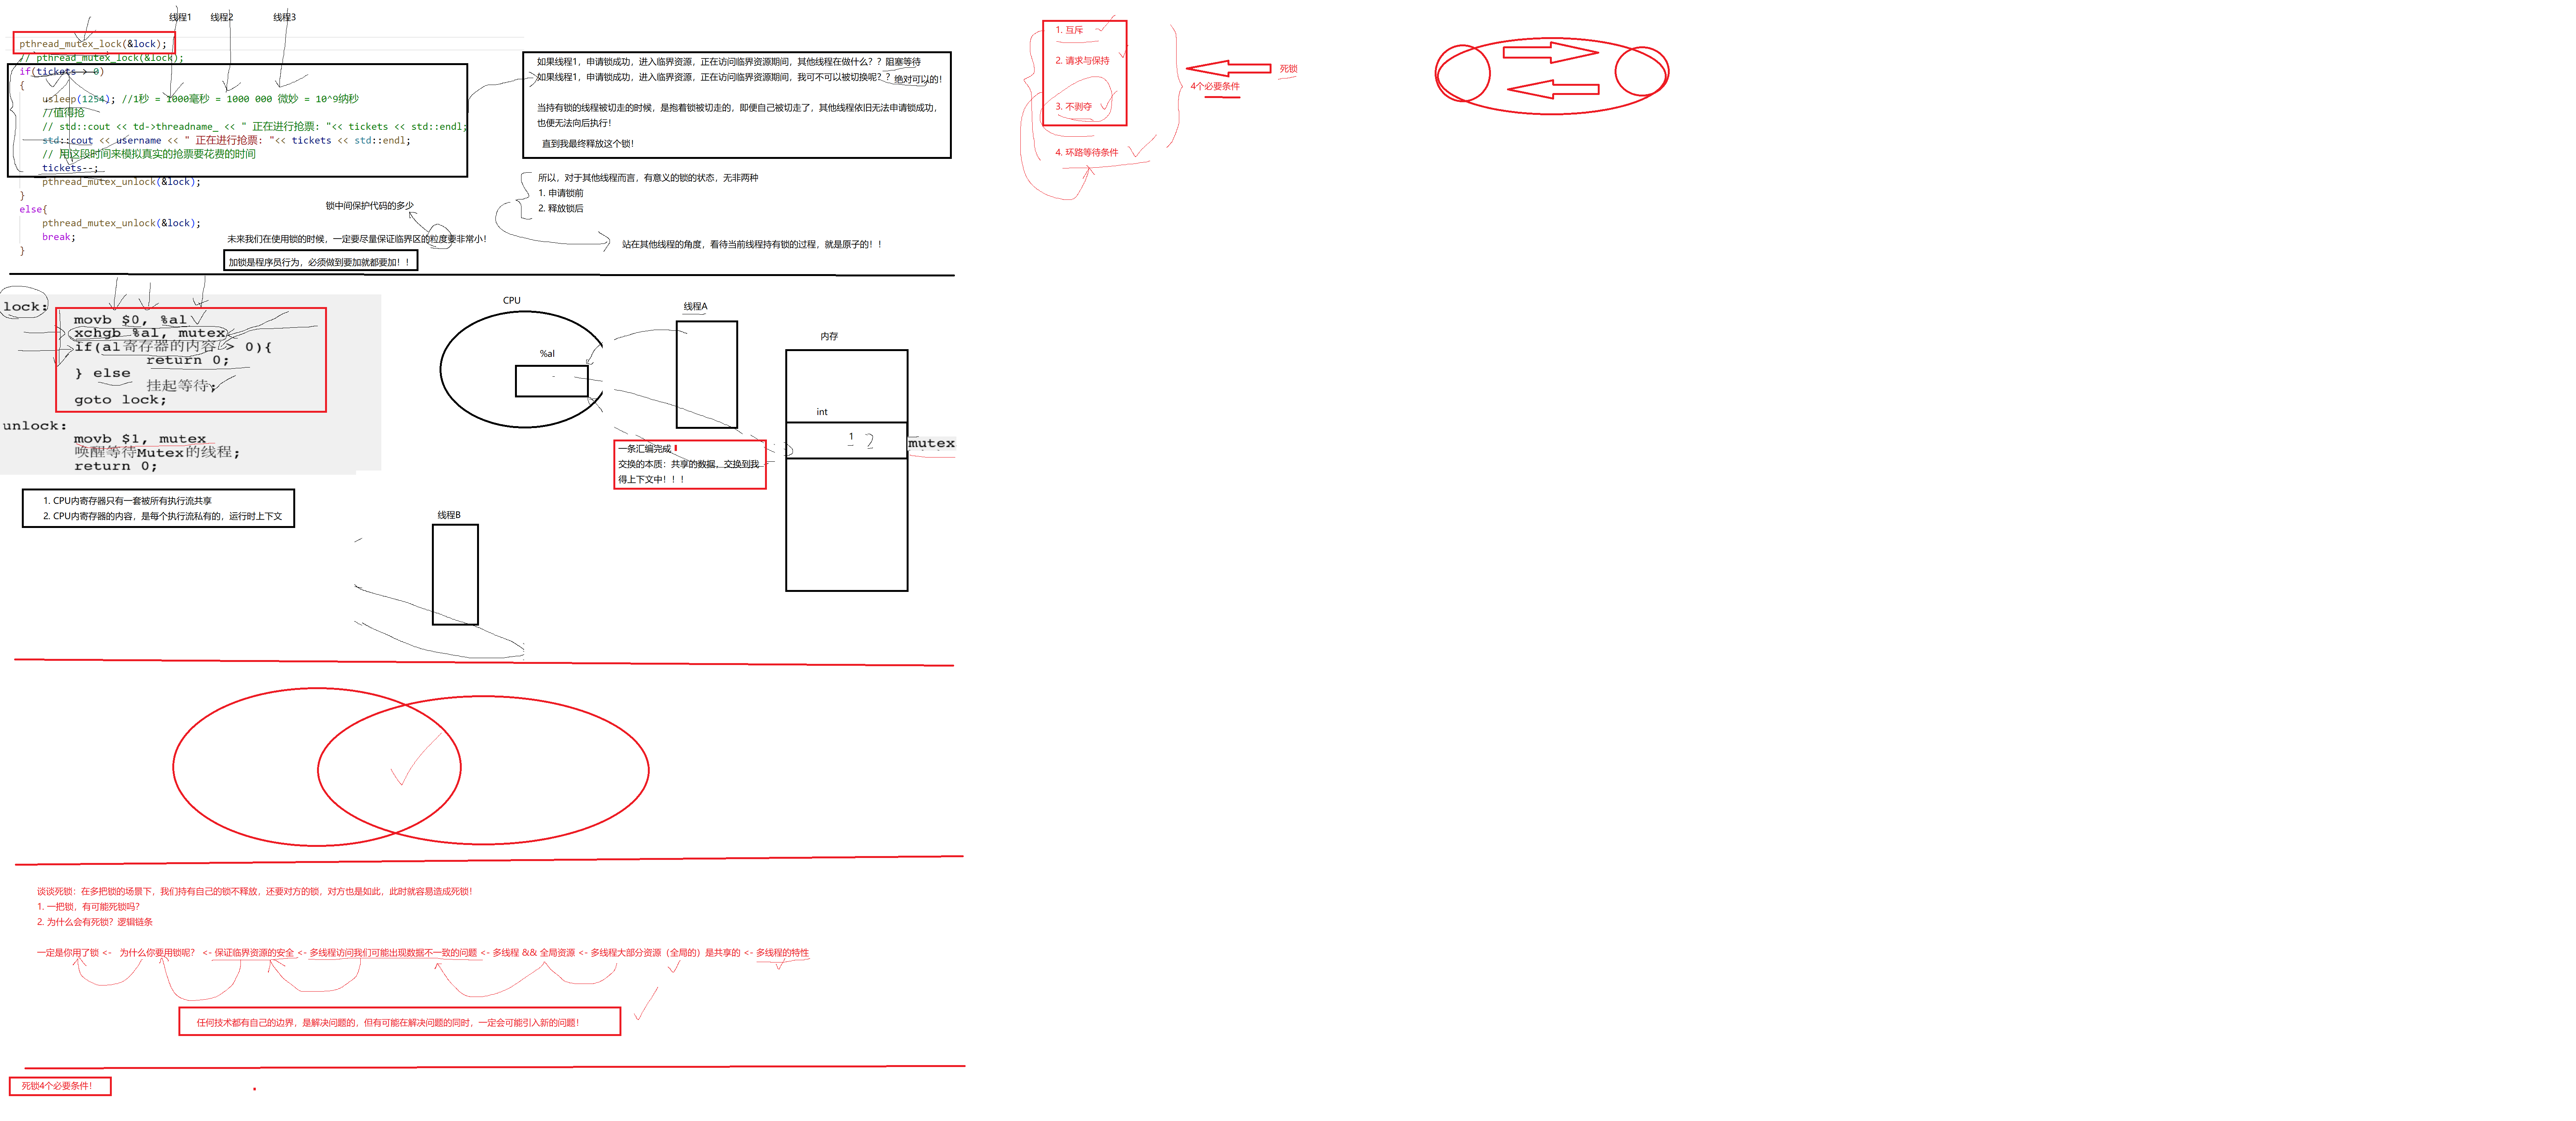 线程1 线程2 线程3
pthread_mutex_lock(&lock);
// pthread_mutex_lock(&lock);
if(tickets > 0)
{
usleep(1254); //1秒 = 1000毫秒 = 1000 000 微妙 = 10^9纳秒
//值得抢
// std::cout << td->threadname_ << " 正在进行抢票: "<< tickets << std::endl;
std::cout << username << " 正在进行抢票: "<< tickets << std::endl;
// 用这段时间来模拟真实的抢票要花费的时间
tickets--;
pthread_mutex_unlock(&lock);
}
else{
pthread_mutex_unlock(&lock);
break;
}
如果线程1，申请锁成功，进入临界资源，正在访问临界资源期间，其他线程在做什么？？阻塞等待
如果线程1，申请锁成功，进入临界资源，正在访问临界资源期间，我可不可以被切换呢？？绝对可以的！
当持有锁的线程被切走的时候，是抱着锁被切走的，即便自己被切走了，其他线程依旧无法申请锁成功，
也便无法向后执行！
直到我最终释放这个锁！
所以，对于其他线程而言，有意义的锁的状态，无非两种
1. 申请锁前
2. 释放锁后
站在其他线程的角度，看待当前线程持有锁的过程，就是原子的！！
锁中间保护代码的多少
未来我们在使用锁的时候，一定要尽量保证临界区的粒度要非常小！
加锁是程序员行为，必须做到要加就都要加！！
lock:
movb $0, %al
xchgb %al, mutex
if(al寄存器的内容 > 0){
return 0;
} else
挂起等待;
goto lock;
unlock:
movb $1, mutex
唤醒等待Mutex的线程;
return 0;
1. CPU内寄存器只有一套被所有执行流共享
2. CPU内寄存器的内容，是每个执行流私有的，运行时上下文
CPU
%al
线程A
内存
int
1
mutex
一条汇编完成
交换的本质：共享的数据，交换到我
得上下文中！！！
线程B
谈谈死锁：在多把锁的场景下，我们持有自己的锁不释放，还要对方的锁，对方也是如此，此时就容易造成死锁！
1. 一把锁，有可能死锁吗？
2. 为什么会有死锁？逻辑链条
一定是你用了锁 <- 为什么你要用锁呢？ <- 保证临界资源的安全 <- 多线程访问我们可能出现数据不一致的问题 <- 多线程 && 全局资源 <- 多线程大部分资源（全局的）是共享的 <- 多线程的特性
任何技术都有自己的边界，是解决问题的，但有可能在解决问题的同时，一定会可能引入新的问题！
死锁4个必要条件！
1. 互斥
2. 请求与保持
3. 不剥夺
4. 环路等待条件
4个必要条件
死锁